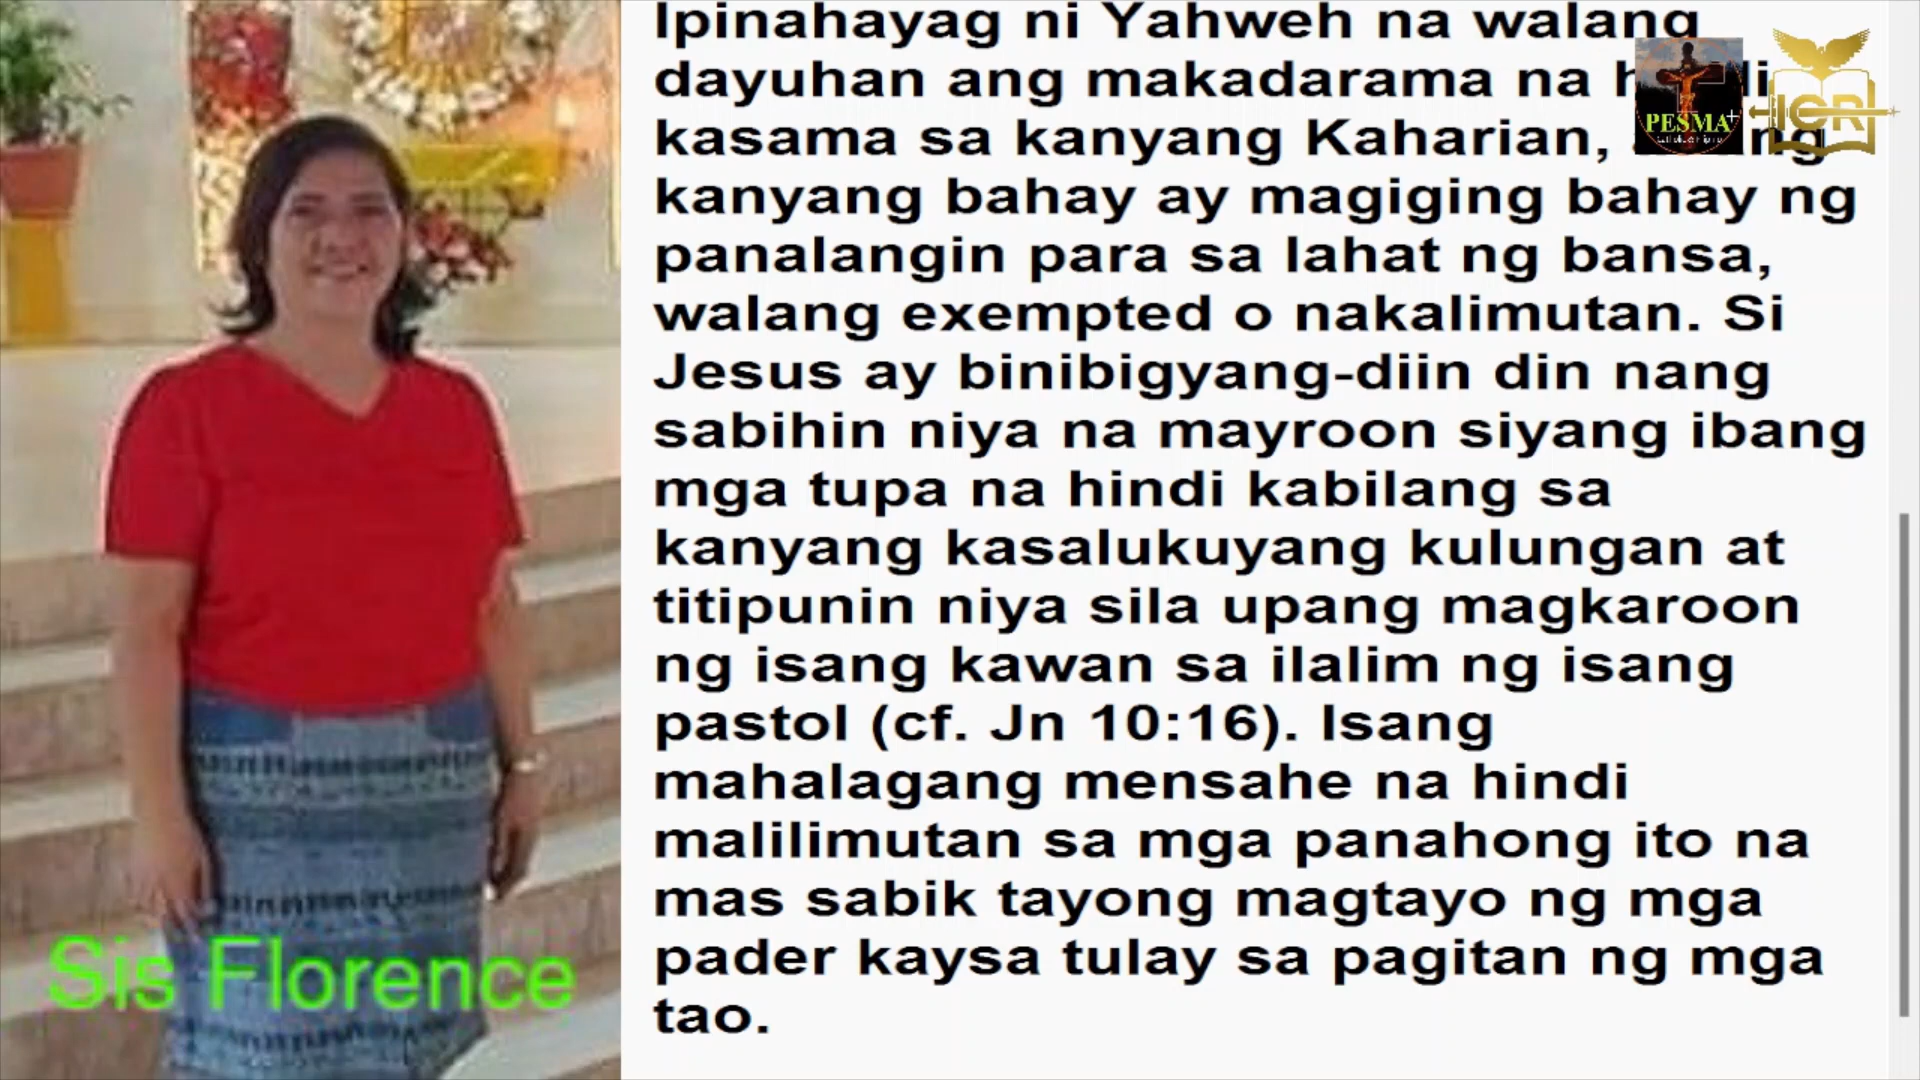 Ipinahayag ni Yahweh na walang
dayuhan ang makadarama na
kasama sa kanyang Kaharian,
kanyang bahay ay magiging bahay ng
panalangin para sa lahat ng bansa,
walang exempted o nakalimutan. Si
Jesus ay binibigyang-diin din nang
sabihin niya na mayroon siyang ibang
mga tupa na hindi kabilang sa
kanyang kasalukuyang kulungan at
titipunin niya sila upang magkaroon
ng isang kawan sa ilalim ng isang
pastol (cf. Jn 10:16). Isang
mahalagang mensahe na hindi
malilimutan sa mga panahong ito na
mas sabik tayong magtayo ng mga
pader kaysa tulay sa pagitan ng mga
tao.
PESMA
ICR
Sis Florence